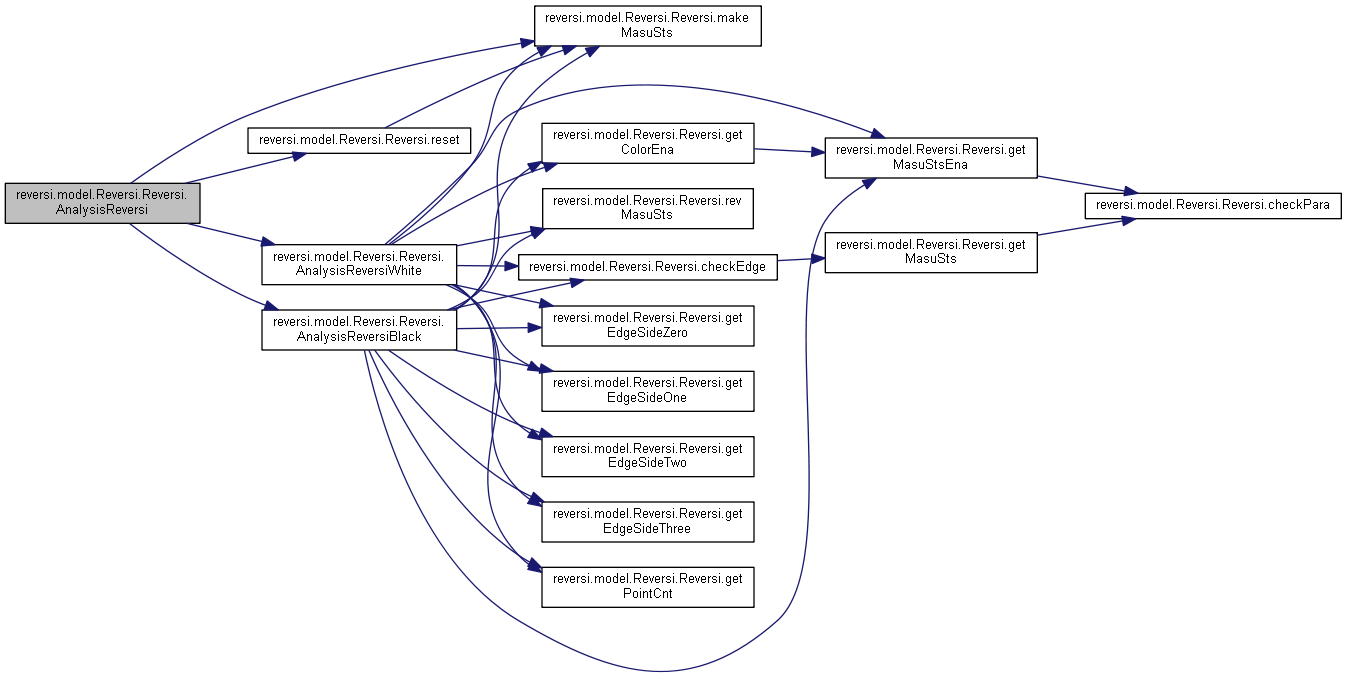 reversi.model.Reversi.Reversi.make
MasuSts
reversi.model.Reversi.Reversi.reset
reversi.model.Reversi.Reversi.
AnalysisReversi
reversi.model.Reversi.Reversi.
AnalysisReversiWhite
reversi.model.Reversi.Reversi.
AnalysisReversiBlack
reversi.model.Reversi.Reversi.get
ColorEna
reversi.model.Reversi.Reversi.rev
MasuSts
reversi.model.Reversi.Reversi.checkEdge
reversi.model.Reversi.Reversi.get
EdgeSideZero
reversi.model.Reversi.Reversi.get
EdgeSideOne
reversi.model.Reversi.Reversi.get
EdgeSideTwo
reversi.model.Reversi.Reversi.get
EdgeSideThree
reversi.model.Reversi.Reversi.get
PointCnt
reversi.model.Reversi.Reversi.get
MasuStsEna
reversi.model.Reversi.Reversi.get
MasuSts
reversi.model.Reversi.Reversi.checkPara